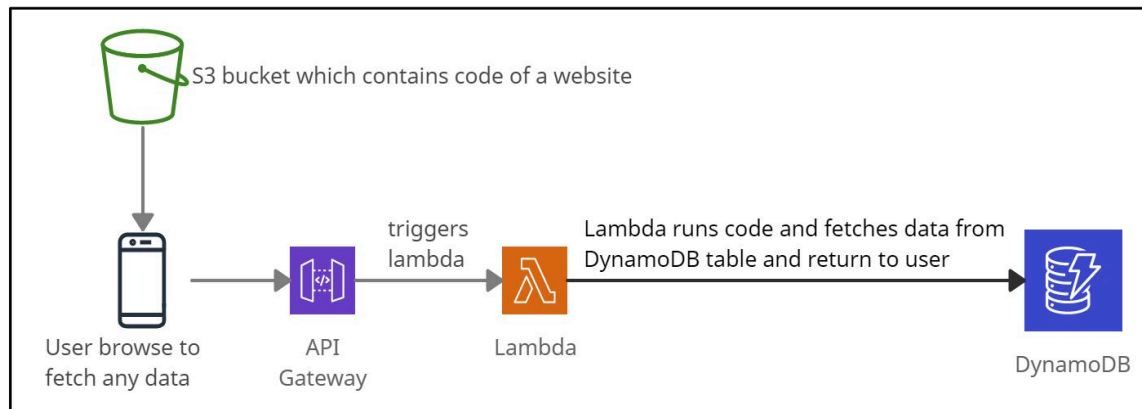 S3 bucket which contains code of a website
triggers
lambda
Lambda runs code and fetches data from
DynamoDB table and return to user
User browse to
fetch any data
API
Gateway
Lambda
DynamoDB